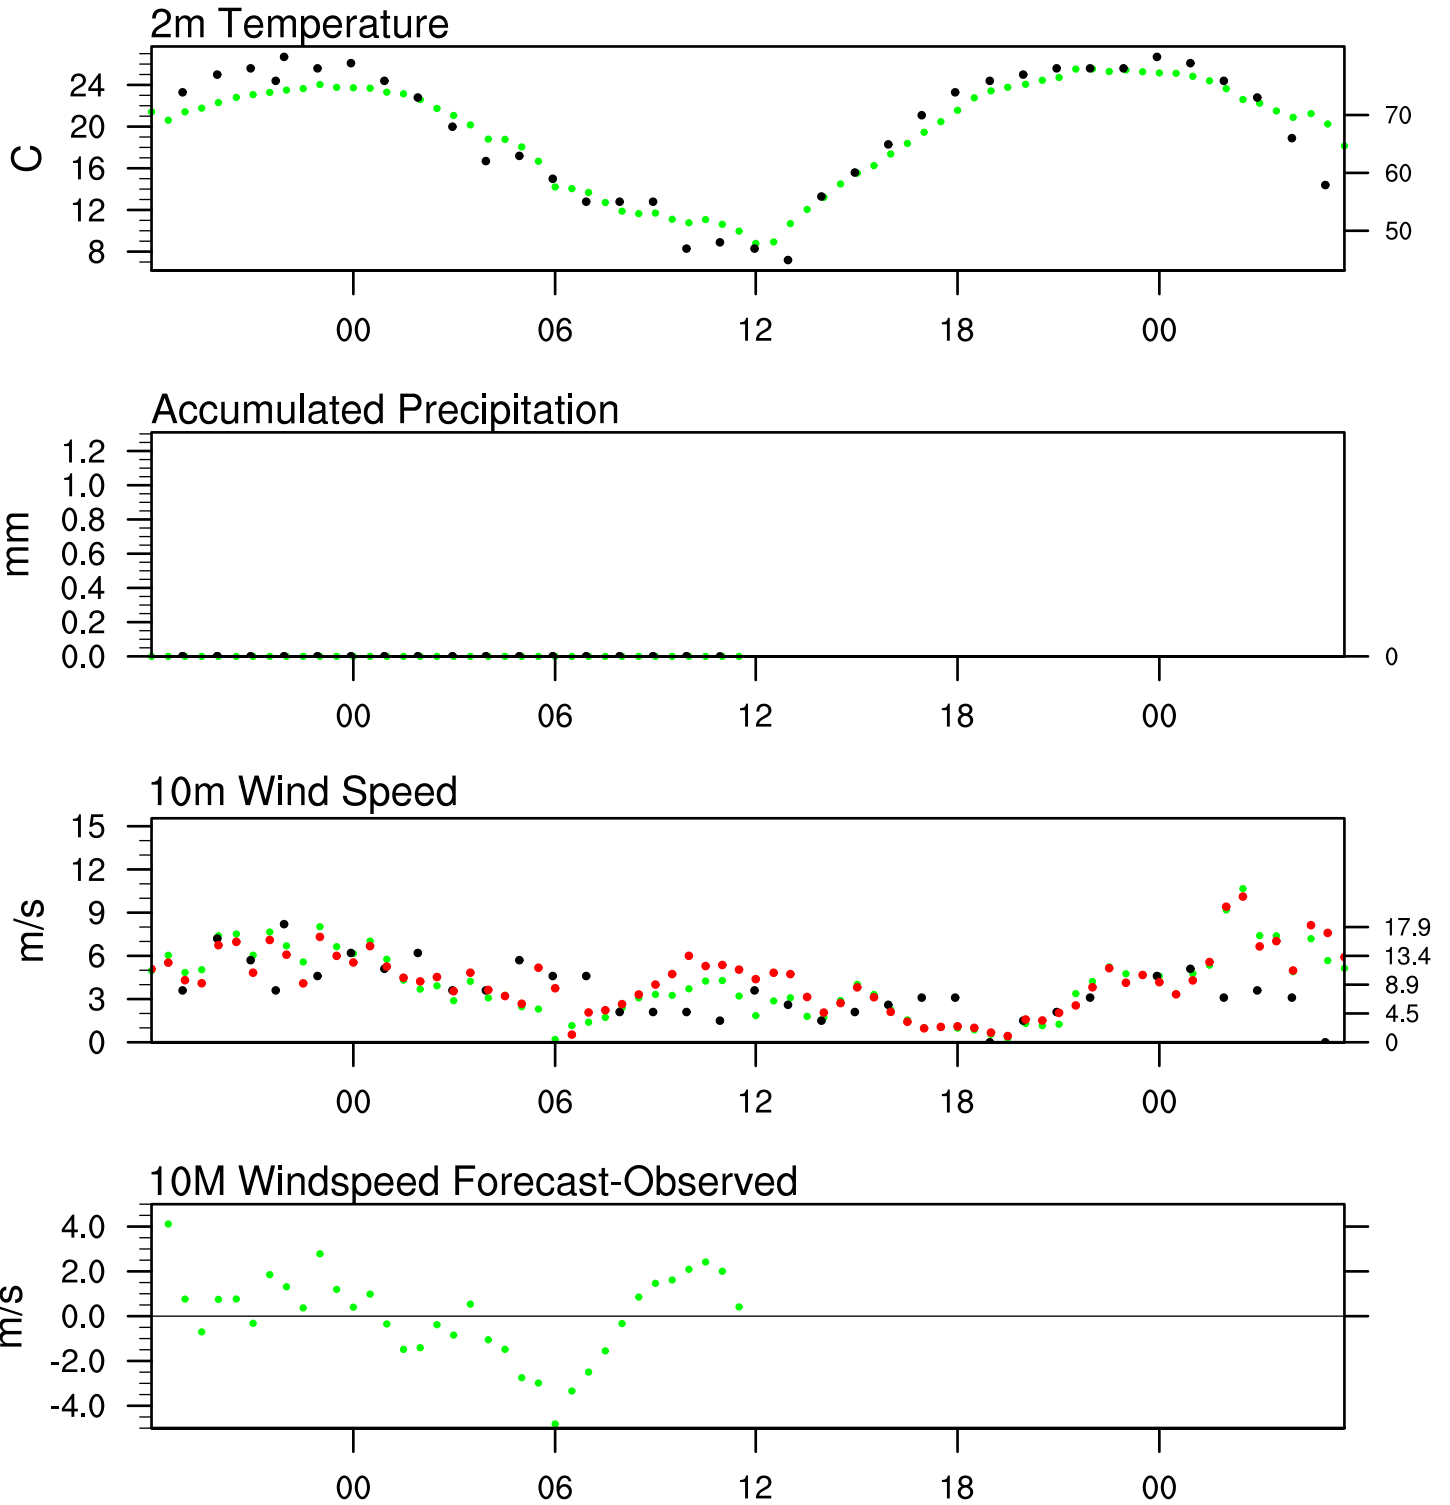 2m Temperature
24
20
16
12
8
C
70
60
50
00 06 12 18 00
Accumulated Precipitation
1.2
1.0
0.8
0.6
0.4
0.2
0.0
mm
0
00 06 12 18 00
10m Wind Speed
15
12
9
6
3
0
m/s
17.9
13.4
8.9
4.5
0
00 06 12 18 00
10M Windspeed Forecast-Observed
4.0
2.0
0.0
-2.0
-4.0
m/s
00 06 12 18 00